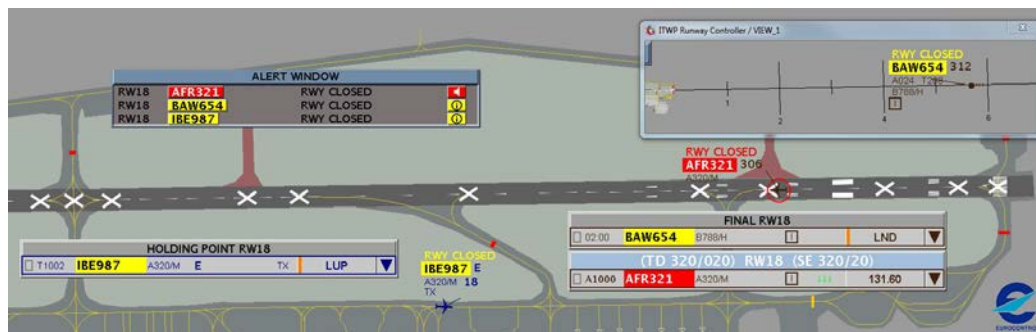 ITWP Runway Controller / VIEW_1
RWY CLOSED
BAW654 312
A024
B788/H
1
2
4
6
ALERT WINDOW
RW18 AFR321 RWY CLOSED
RW18 BAW654 RWY CLOSED
RW18 IBE987 RWY CLOSED
RWY CLOSED
AFR321 306
A320/M
FINAL RW18
02:00 BAW654 B788/H LND
(TD 320/020) RW18 (SE 320/20)
A1000 AFR321 A320/M 131.60
HOLDING POINT RW18
T1002 IBE987 A320/M E TX LUP
RWY CLOSED
IBE987 E
A320/M 18
TX
EUROCONTROL